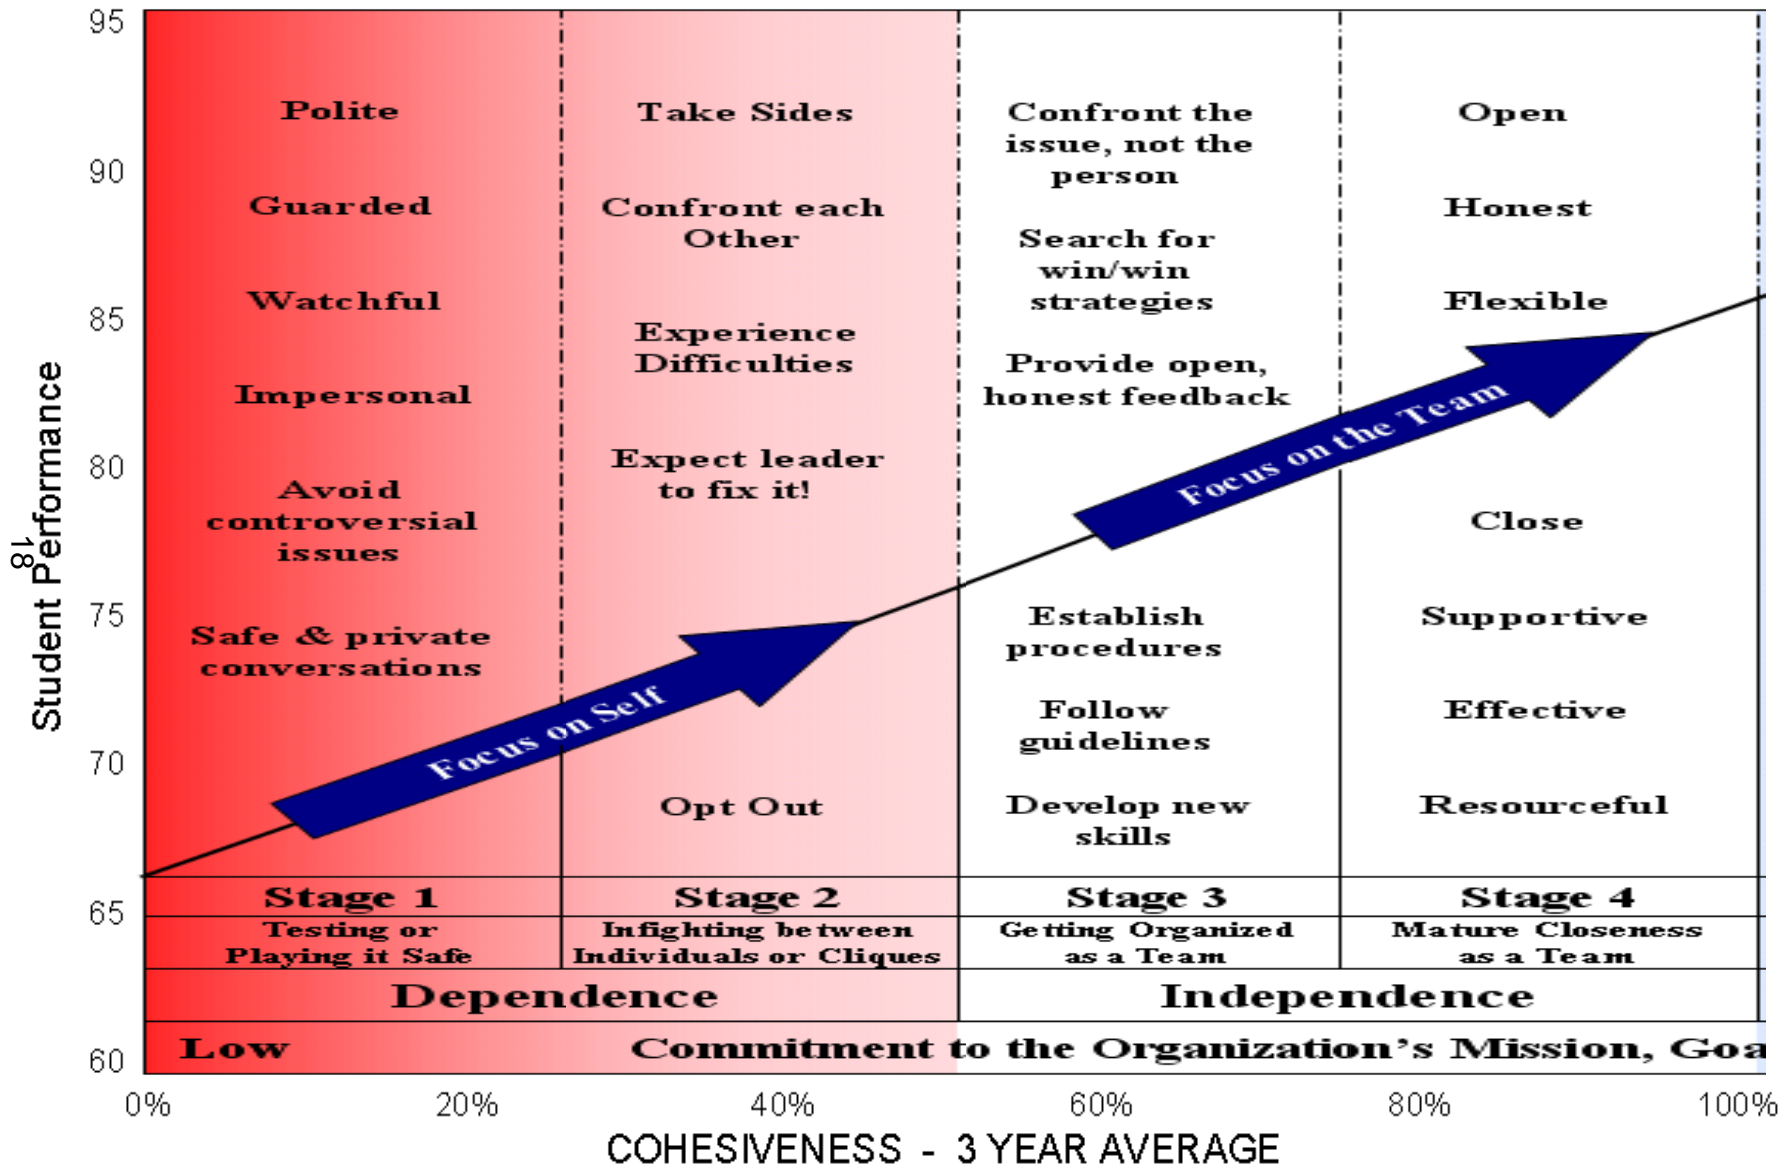 95
90
85
80
75
70
65
60
Student Performance
18
Polite
Guarded
Watchful
Impersonal
Avoid
controversial
issues
Safe & private
conversations
Take Sides
Confront each
Other
Experience
Difficulties
Expect leader
to fix it!
Opt Out
Confront the
issue, not the
person
Search for
win/win
strategies
Provide open,
honest feedback
Establish
procedures
Follow
guidelines
Develop new
skills
Open
Honest
Flexible
Close
Supportive
Effective
Resourceful
Focus on Self
Focus on the Team
Stage 1
Stage 2
Stage 3
Stage 4
Testing or
Playing it Safe
Infighting between
Individuals or Cliques
Getting Organized
as a Team
Mature Closeness
as a Team
Dependence
Independence
Low
Commitment to the Organization’s Mission, Goa
0%
20%
40%
60%
80%
100%
COHESIVENESS - 3 YEAR AVERAGE